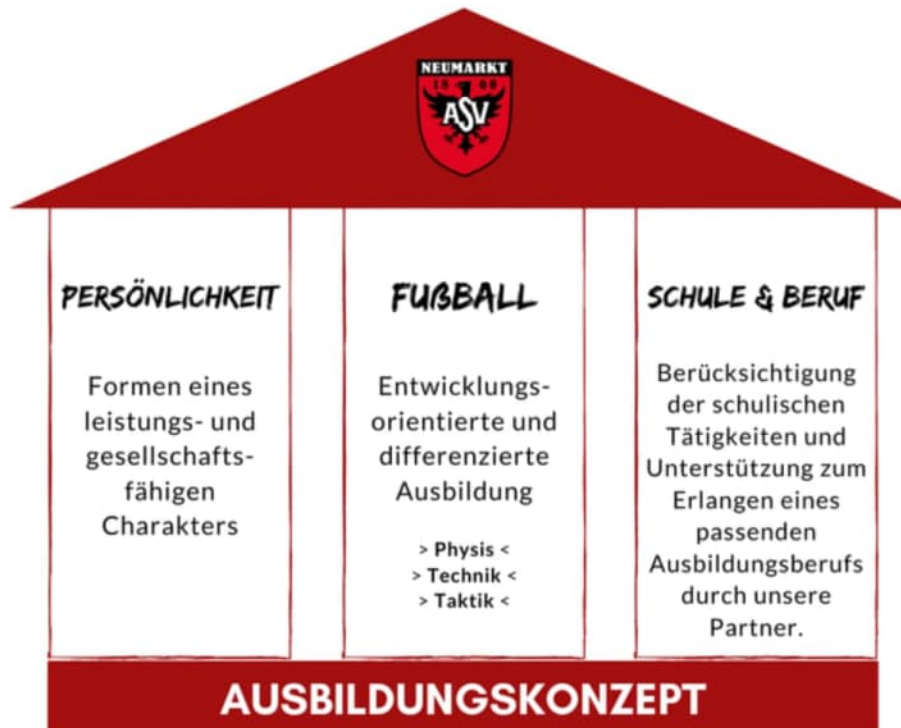 NEUMARKT
18 60
ASV
PERSÖNLICHKEIT
Formen eines
leistungs- und
gesellschafts-
fähigen
Charakters
FUßBALL
Entwicklungs-
orientierte und
differenzierte
Ausbildung
> Physis <
> Technik <
> Taktik <
SCHULE & BERUF
Berücksichtigung
der schulischen
Tätigkeiten und
Unterstützung zum
Erlangen eines
passenden
Ausbildungsberufs
durch unsere
Partner.
AUSBILDUNGSKONZEPT